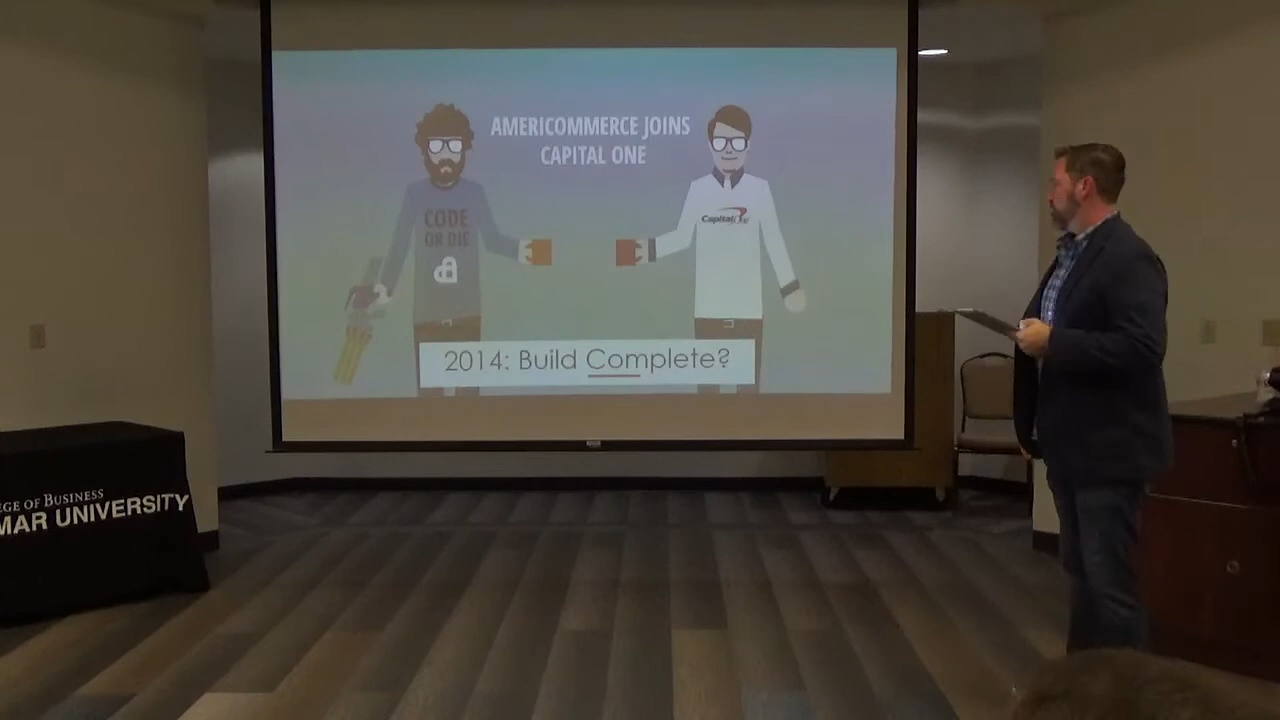 AMERICOMMERCE JOINS
CAPITAL ONE
CODE
OR DIE
Capital One
2014: Build Complete?
EGE OF BUSINESS
MAR UNIVERSITY